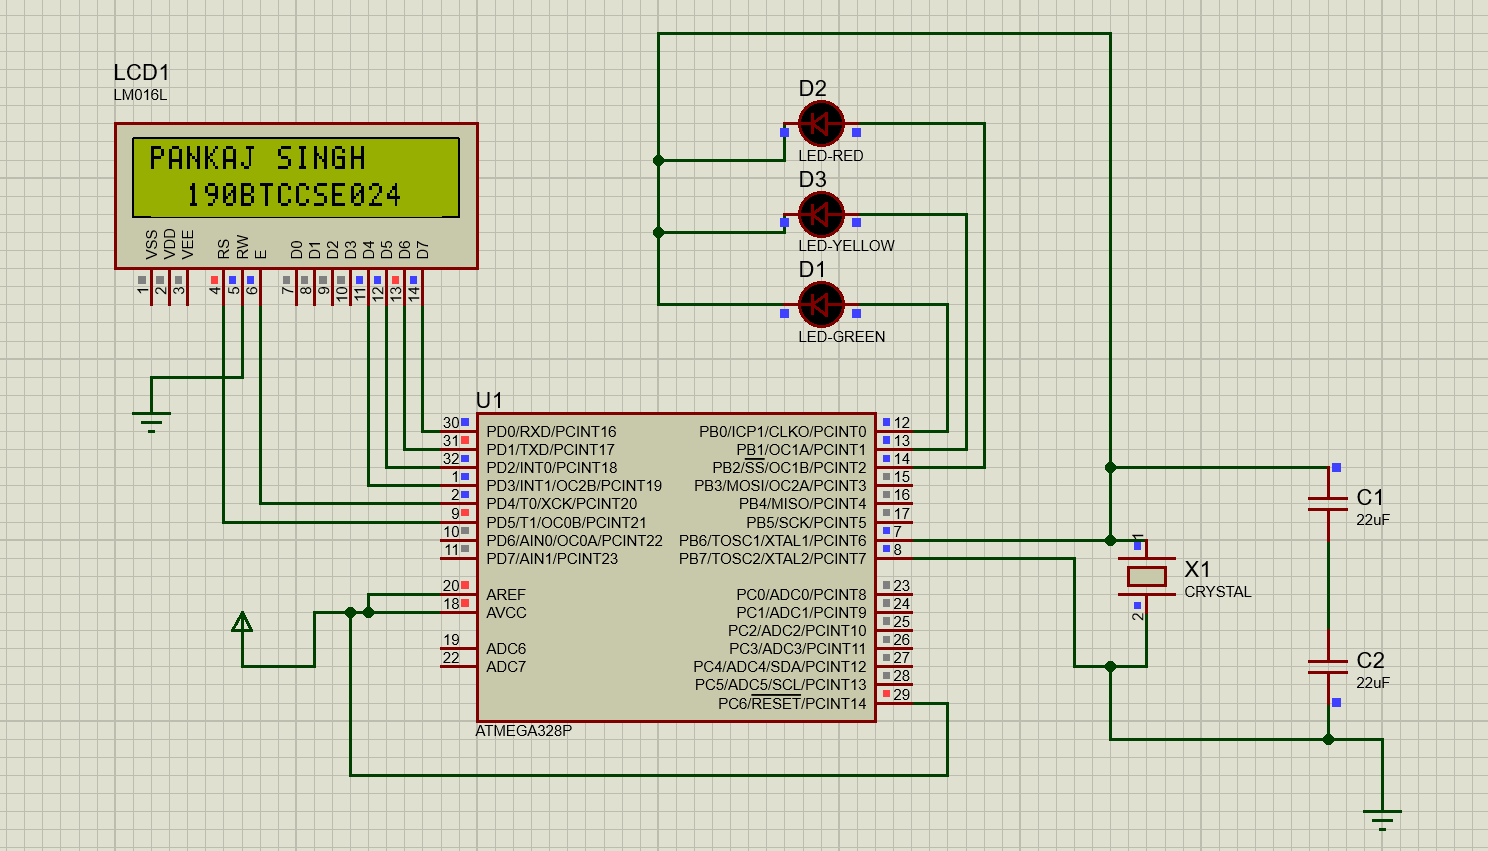 LCD1
LM016L
PANKAJ SINGH
190BTCCSE024
VSS
VDD
VEE
RS
RW
E
D0
D1
D2
D3
D4
D5
D6
D7
1
2
3
4
5
6
7
8
9
10
11
12
13
14
D2
LED-RED
D3
LED-YELLOW
D1
LED-GREEN
U1
30 PD0/RXD/PCINT16
31 PD1/TXD/PCINT17
32 PD2/INT0/PCINT18
1 PD3/INT1/OC2B/PCINT19
2 PD4/T0/XCK/PCINT20
9 PD5/T1/OC0B/PCINT21
10 PD6/AIN0/OC0A/PCINT22
11 PD7/AIN1/PCINT23
20 AREF
18 AVCC
19 ADC6
22 ADC7
PB0/ICP1/CLKO/PCINT0 12
PB1/OC1A/PCINT1 13
PB2/SS/OC1B/PCINT2 14
PB3/MOSI/OC2A/PCINT3 15
PB4/MISO/PCINT4 16
PB5/SCK/PCINT5 17
PB6/TOSC1/XTAL1/PCINT6 7
PB7/TOSC2/XTAL2/PCINT7 8
PC0/ADC0/PCINT8 23
PC1/ADC1/PCINT9 24
PC2/ADC2/PCINT10 25
PC3/ADC3/PCINT11 26
PC4/ADC4/SDA/PCINT12 27
PC5/ADC5/SCL/PCINT13 28
PC6/RESET/PCINT14 29
ATMEGA328P
1
X1
CRYSTAL
2
C1
22uF
C2
22uF